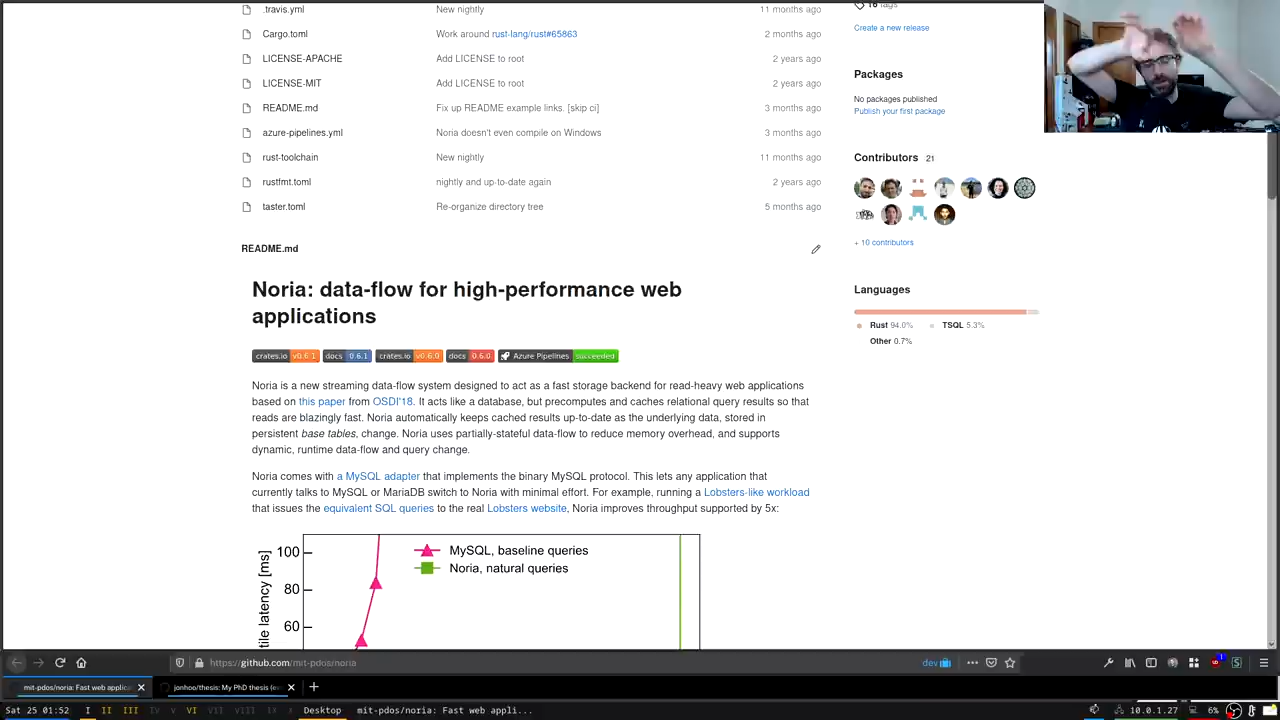 .travis.yml New nightly 11 months ago
16 tags
Create a new release
Cargo.toml Work around rust-lang/rust#65863 2 months ago
LICENSE-APACHE Add LICENSE to root 2 years ago
LICENSE-MIT Add LICENSE to root 2 years ago
README.md Fix up README example links. [skip ci] 3 months ago
azure-pipelines.yml Noria doesn't even compile on Windows 3 months ago
rust-toolchain New nightly 11 months ago
rustfmt.toml nightly and up-to-date again 2 years ago
taster.toml Re-organize directory tree 5 months ago
Packages
No packages published
Publish your first package
Contributors 21
+ 10 contributors
Languages
Rust 94.0% TSQL 5.3%
Other 0.7%
README.md
Noria: data-flow for high-performance web
applications
crates.io v0.6.1 docs 0.6.1 crates.io v0.6.0 docs 0.6.0 Azure Pipelines succeeded
Noria is a new streaming data-flow system designed to act as a fast storage backend for read-heavy web applications
based on this paper from OSDI'18. It acts like a database, but precomputes and caches relational query results so that
reads are blazingly fast. Noria automatically keeps cached results up-to-date as the underlying data, stored in
persistent base tables, change. Noria uses partially-stateful data-flow to reduce memory overhead, and supports
dynamic, runtime data-flow and query change.
Noria comes with a MySQL adapter that implements the binary MySQL protocol. This lets any application that
currently talks to MySQL or MariaDB switch to Noria with minimal effort. For example, running a Lobsters-like workload
that issues the equivalent SQL queries to the real Lobsters website, Noria improves throughput supported by 5x:
100
80
60
tile latency [ms]
MySQL, baseline queries
Noria, natural queries
https://github.com/mit-pdos/noria
dev
mit-pdos/noria: Fast web applic
jonhoo/thesis: My PhD thesis (e
Sat 25 01:52 I II III IV V VI VII VIII IX X Desktop mit-pdos/noria: Fast web appli... 10.0.1.27 6%